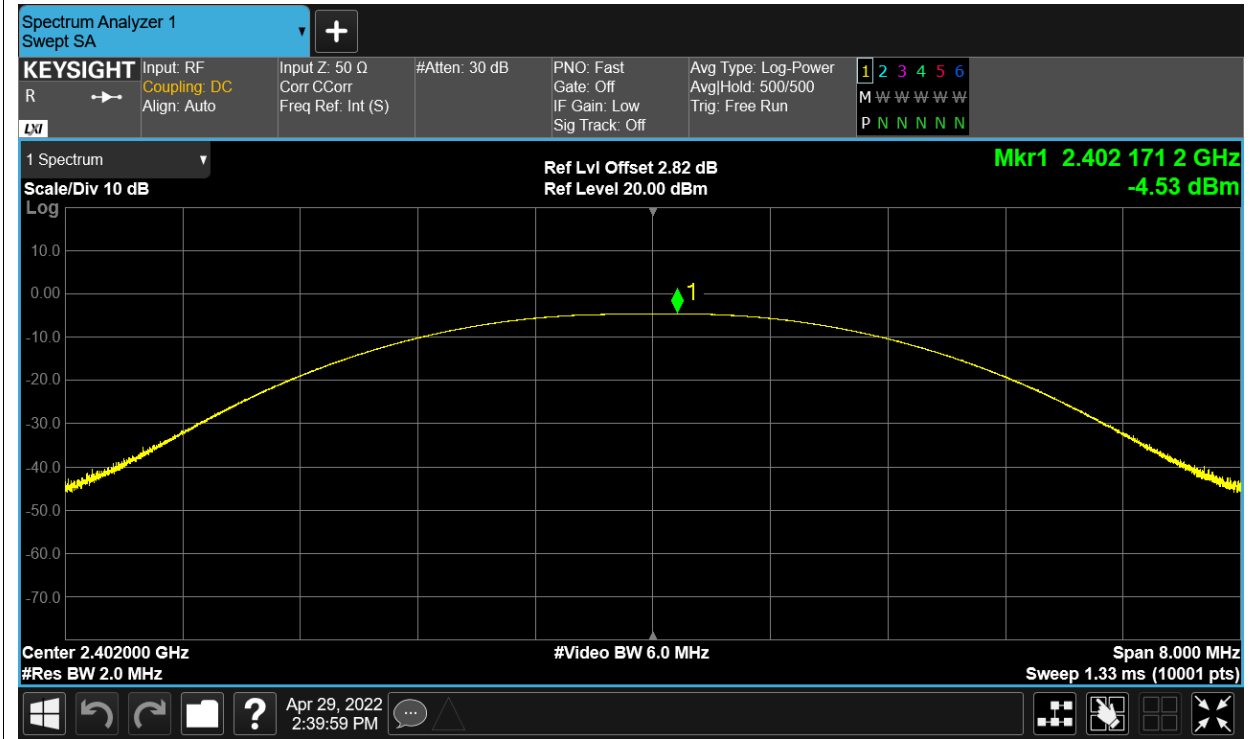 Spectrum Analyzer 1
Swept SA
KEYSIGHT
R
LXI
Input: RF
Coupling: DC
Align: Auto
Input Z: 50 Ω
Corr CCorr
Freq Ref: Int (S)
#Atten: 30 dB
PNO: Fast
Gate: Off
IF Gain: Low
Sig Track: Off
Avg Type: Log-Power
Avg|Hold: 500/500
Trig: Free Run
1 2 3 4 5 6
M W W W W W W
P N N N N N N
1 Spectrum
Scale/Div 10 dB
Log
Ref Lvl Offset 2.82 dB
Ref Level 20.00 dBm
Mkr1 2.402 171 2 GHz
-4.53 dBm
10.0
0.00
-10.0
-20.0
-30.0
-40.0
-50.0
-60.0
-70.0
1
Center 2.402000 GHz
#Video BW 6.0 MHz
Span 8.000 MHz
#Res BW 2.0 MHz
Sweep 1.33 ms (10001 pts)
?
Apr 29, 2022
2:39:59 PM